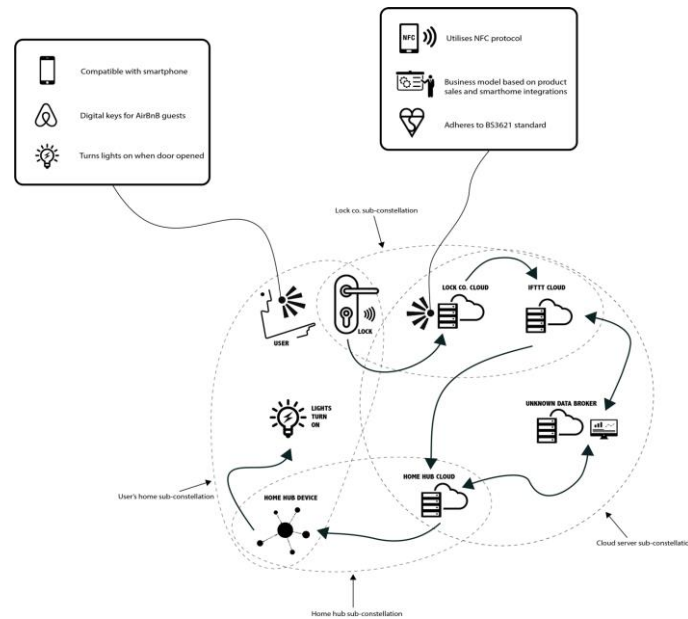 Compatible with smartphone
Digital keys for AirBnB guests
Turns lights on when door opened
NFC
Utilises NFC protocol
Business model based on product
sales and smarthome integrations
Adheres to BS3621 standard
Lock co. sub-constellation
USER
LOCK
LOCK CO. CLOUD
IFTTT CLOUD
LIGHTS
TURN
ON
UNKNOWN DATA BROKER
User's home sub-constellation
HOME HUB DEVICE
HOME HUB CLOUD
Cloud server sub-constellation
Home hub sub-constellation